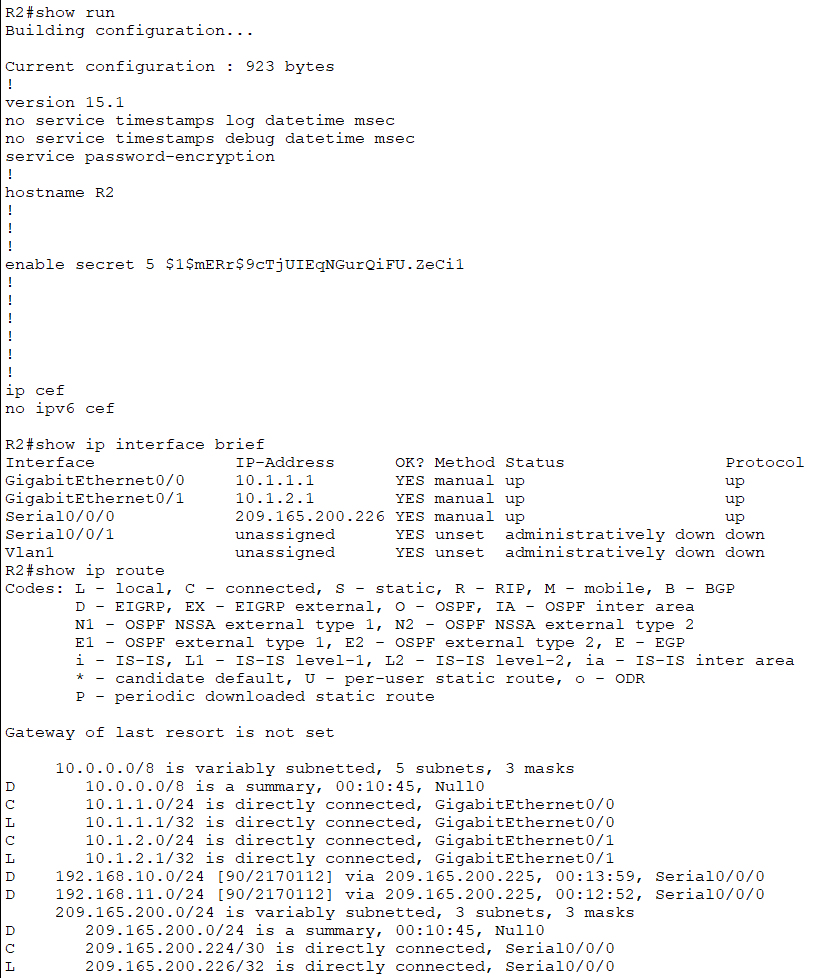 R2#show run
Building configuration...
Current configuration : 923 bytes
!
version 15.1
no service timestamps log datetime msec
no service timestamps debug datetime msec
service password-encryption
!
hostname R2
!
!
!
enable secret 5 $1$mERr$9cTjUIEqNGurQiFU.ZeCi1
!
!
!
!
!
!
ip cef
no ipv6 cef
R2#show ip interface brief
Interface              IP-Address      OK? Method Status                Protocol
GigabitEthernet0/0     10.1.1.1        YES manual up                    up
GigabitEthernet0/1     10.1.2.1        YES manual up                    up
Serial0/0/0            209.165.200.226 YES manual up                    up
Serial0/0/1            unassigned      YES unset  administratively down down
Vlan1                  unassigned      YES unset  administratively down down
R2#show ip route
Codes: L - local, C - connected, S - static, R - RIP, M - mobile, B - BGP
       D - EIGRP, EX - EIGRP external, O - OSPF, IA - OSPF inter area
       N1 - OSPF NSSA external type 1, N2 - OSPF NSSA external type 2
       E1 - OSPF external type 1, E2 - OSPF external type 2, E - EGP
       i - IS-IS, L1 - IS-IS level-1, L2 - IS-IS level-2, ia - IS-IS inter area
       * - candidate default, U - per-user static route, o - ODR
       P - periodic downloaded static route
Gateway of last resort is not set
     10.0.0.0/8 is variably subnetted, 5 subnets, 3 masks
D       10.0.0.0/8 is a summary, 00:10:45, Null0
C       10.1.1.0/24 is directly connected, GigabitEthernet0/0
L       10.1.1.1/32 is directly connected, GigabitEthernet0/0
C       10.1.2.0/24 is directly connected, GigabitEthernet0/1
L       10.1.2.1/32 is directly connected, GigabitEthernet0/1
D    192.168.10.0/24 [90/2170112] via 209.165.200.225, 00:13:59, Serial0/0/0
D    192.168.11.0/24 [90/2170112] via 209.165.200.225, 00:12:52, Serial0/0/0
     209.165.200.0/24 is variably subnetted, 3 subnets, 3 masks
D       209.165.200.0/24 is a summary, 00:10:45, Null0
C       209.165.200.224/30 is directly connected, Serial0/0/0
L       209.165.200.226/32 is directly connected, Serial0/0/0